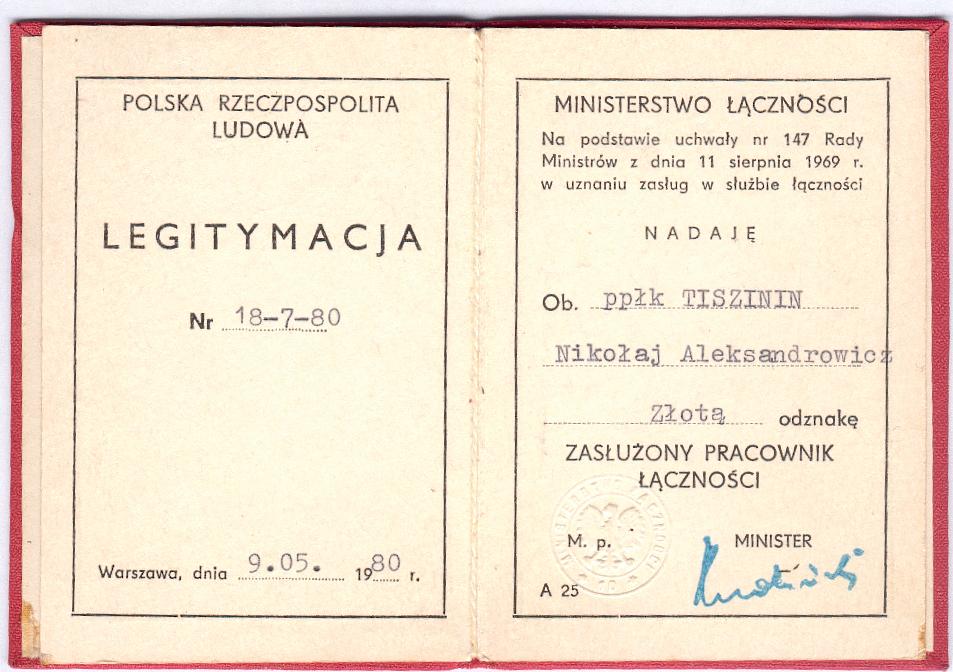 POLSKA RZECZPOSPOLITA
LUDOWA
LEGITYMACJA
Nr 18-7-80
Warszawa, dnia 9.05. 1980 r.
MINISTERSTWO ŁĄCZNOŚCI
Na podstawie uchwały nr 147 Rady
Ministrów z dnia 11 sierpnia 1969 r.
w uznaniu zasług w służbie łączności
NADAJĘ
Ob. ppłk TISZININ
Nikołaj Aleksandrowicz
Złotą odznakę
ZASŁUŻONY PRACOWNIK
ŁĄCZNOŚCI
M. p. MINISTER
A 25